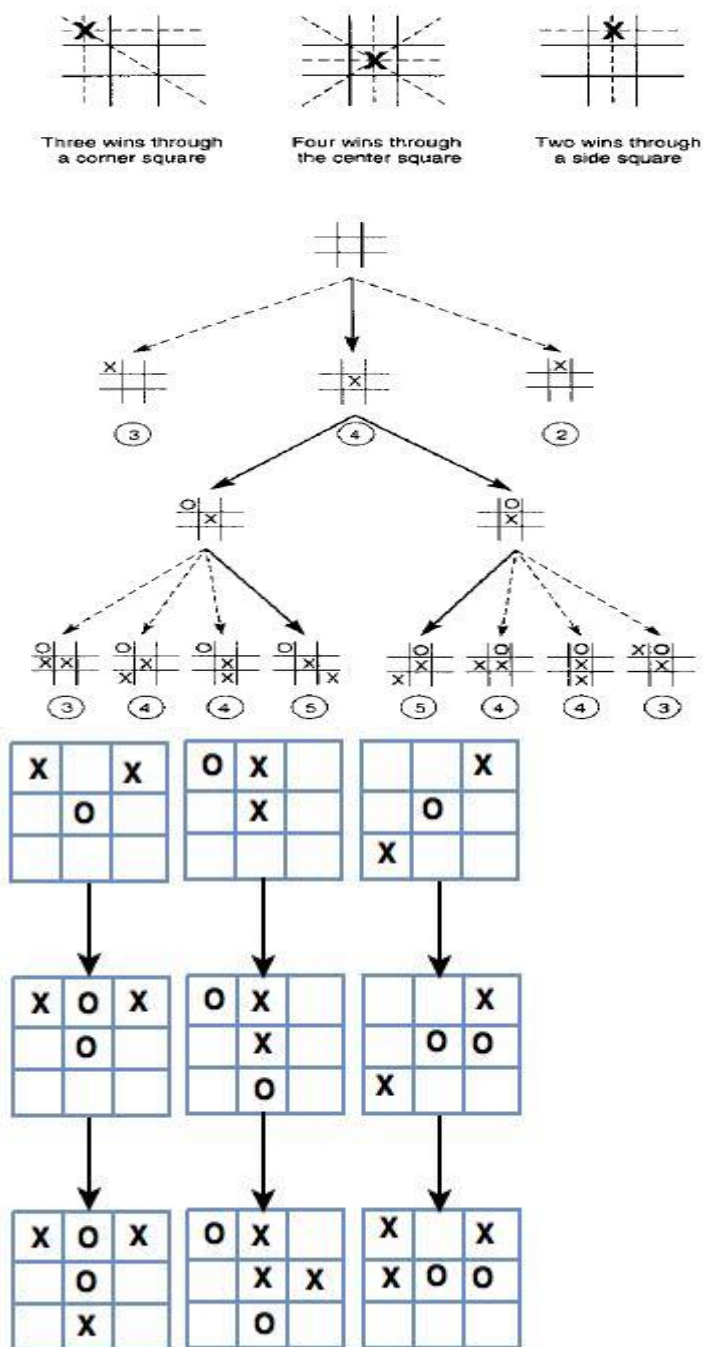 X
Three wins through
a corner square
X
Four wins through
the center square
X
Two wins through
a side square
X
3
X
4
X
2
O
X
O
X
O
X X
3
O
X
X
4
O
X
X
4
O
X
X
5
O
X
X
5
O
X X
4
O
X
X
4
X O
X
3
X X
O
O X
X
X
O
X
X O X
O
O X
X
O
X
O O
X
X O X
O
X
O X
X X
O
X X
X O O